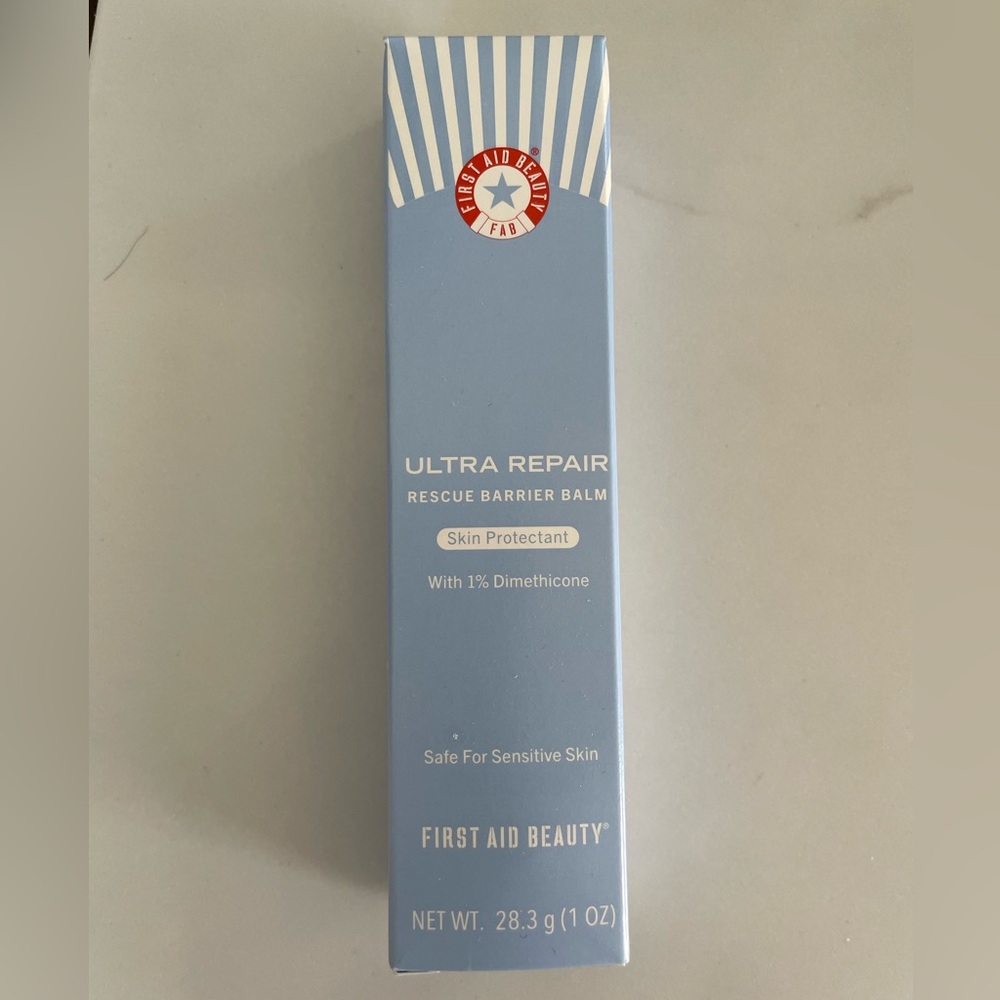 FIRST AID BEAUTY®
FAB
ULTRA REPAIR
RESCUE BARRIER BALM
Skin Protectant
With 1% Dimethicone
Safe For Sensitive Skin
FIRST AID BEAUTY®
NET WT. 28.3 g (1 OZ)